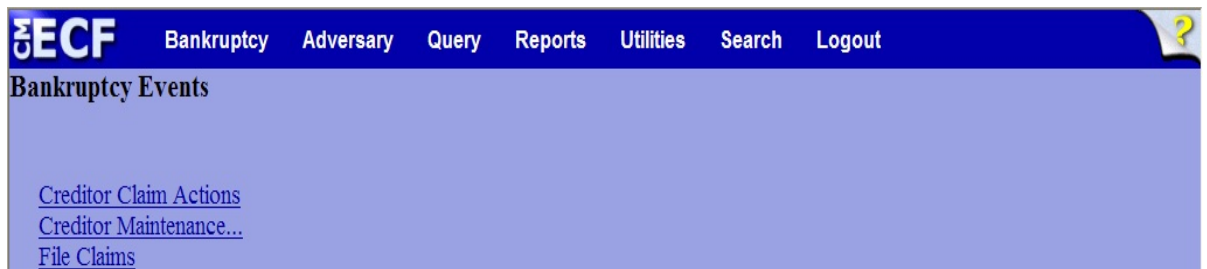 CM ECF Bankruptcy Adversary Query Reports Utilities Search Logout ?
Bankruptcy Events
Creditor Claim Actions
Creditor Maintenance...
File Claims